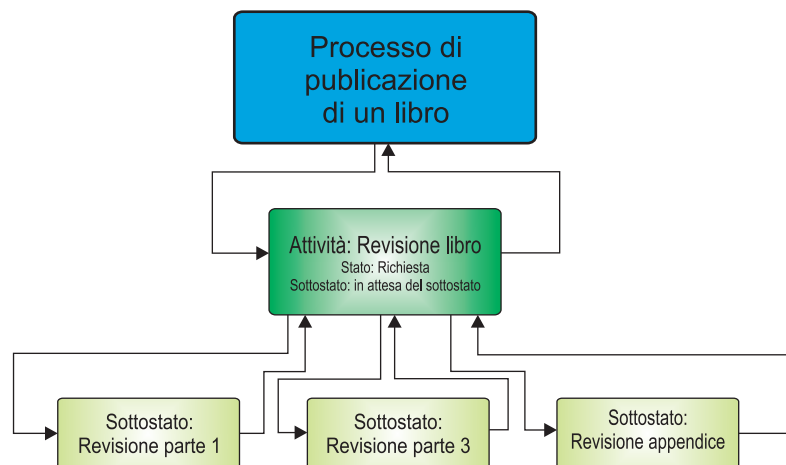 Processo di
publicazione
di un libro
Attività: Revisione libro
Stato: Richiesta
Sottostato: in attesa del sottostato
Sottostato:
Revisione parte 1
Sottostato:
Revisione parte 3
Sottostato:
Revisione appendice